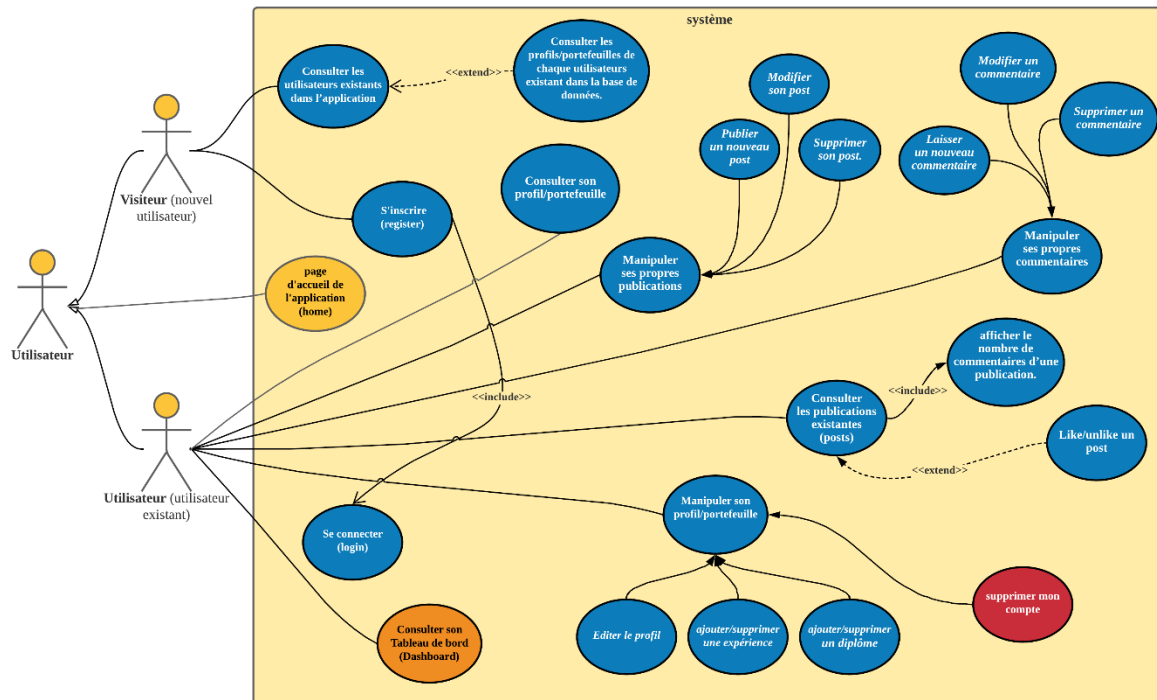 système
Consulter les
utilisateurs existants
dans l'application
<<extend>>
Consulter les
profils/portefeuilles de
chaque utilisateurs
existant dans la base de
données.
Modifier
son post
Publier
un nouveau
post
Supprimer
son post.
Modifier un
commentaire
Supprimer un
commentaire
Laisser
un nouveau
commentaire
Visiteur (nouvel
utilisateur)
S'inscrire
(register)
Consulter son
profil/portefeuille
Manipuler
ses propres
publications
Manipuler
ses propres
commentaires
page
d'accueil de
l'application
(home)
Utilisateur
<<include>>
afficher le
nombre de
commentaires d'une
publication.
<<include>>
Consulter
les publications
existantes
(posts)
Like/unlike un
post
<<extend>>
Utilisateur (utilisateur
existant)
Se connecter
(login)
Manipuler son
profil/portefeuille
supprimer mon
compte
Consulter son
Tableau de bord
(Dashboard)
Editer le profil
ajouter/supprimer
une expérience
ajouter/supprimer
un diplôme